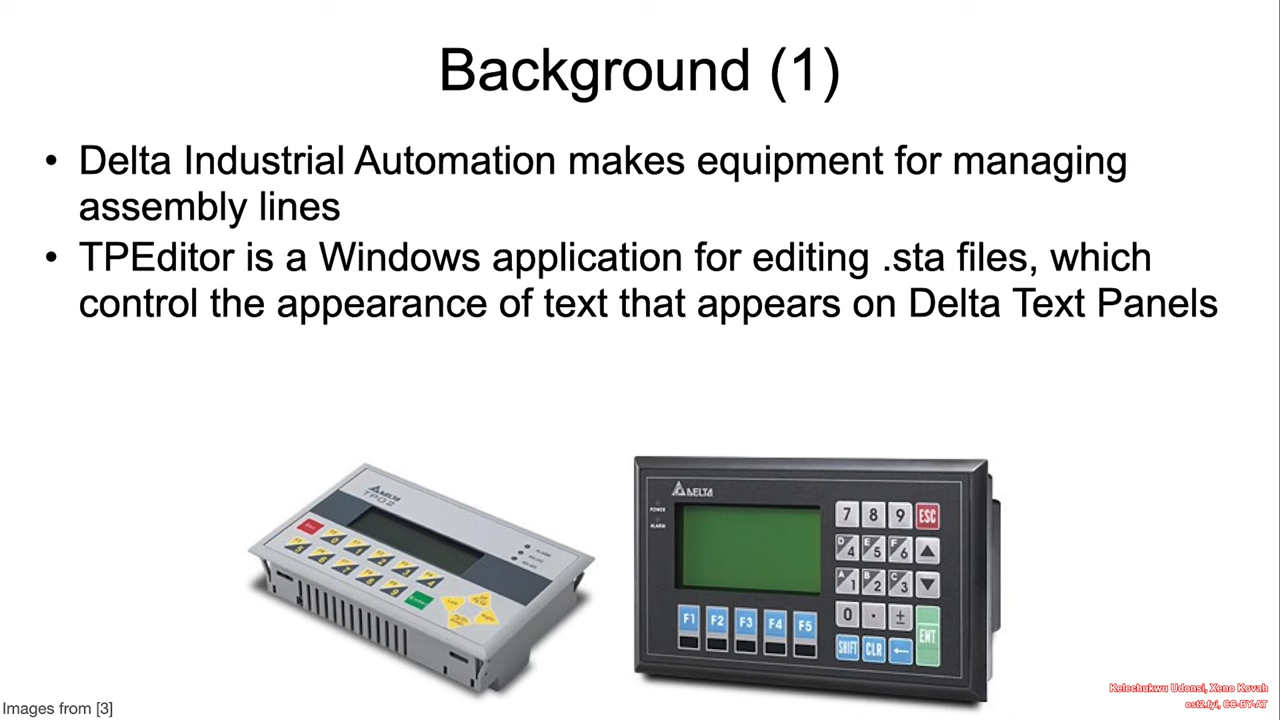 Background (1)
• Delta Industrial Automation makes equipment for managing
assembly lines
• TPEditor is a Windows application for editing .sta files, which
control the appearance of text that appears on Delta Text Panels
DELTA
TP02
DELTA
POWER
ALARM
7 8 9 ESC
D 4 E 5 F 6
A 1 B 2 C 3
0 . ±
ENT
F1 F2 F3 F4 F5
SHIFT CLR ←
Images from [3]
Kelechukwu Udonsi, Xeno Kovah
ost2.fyi, CC-BY-AT